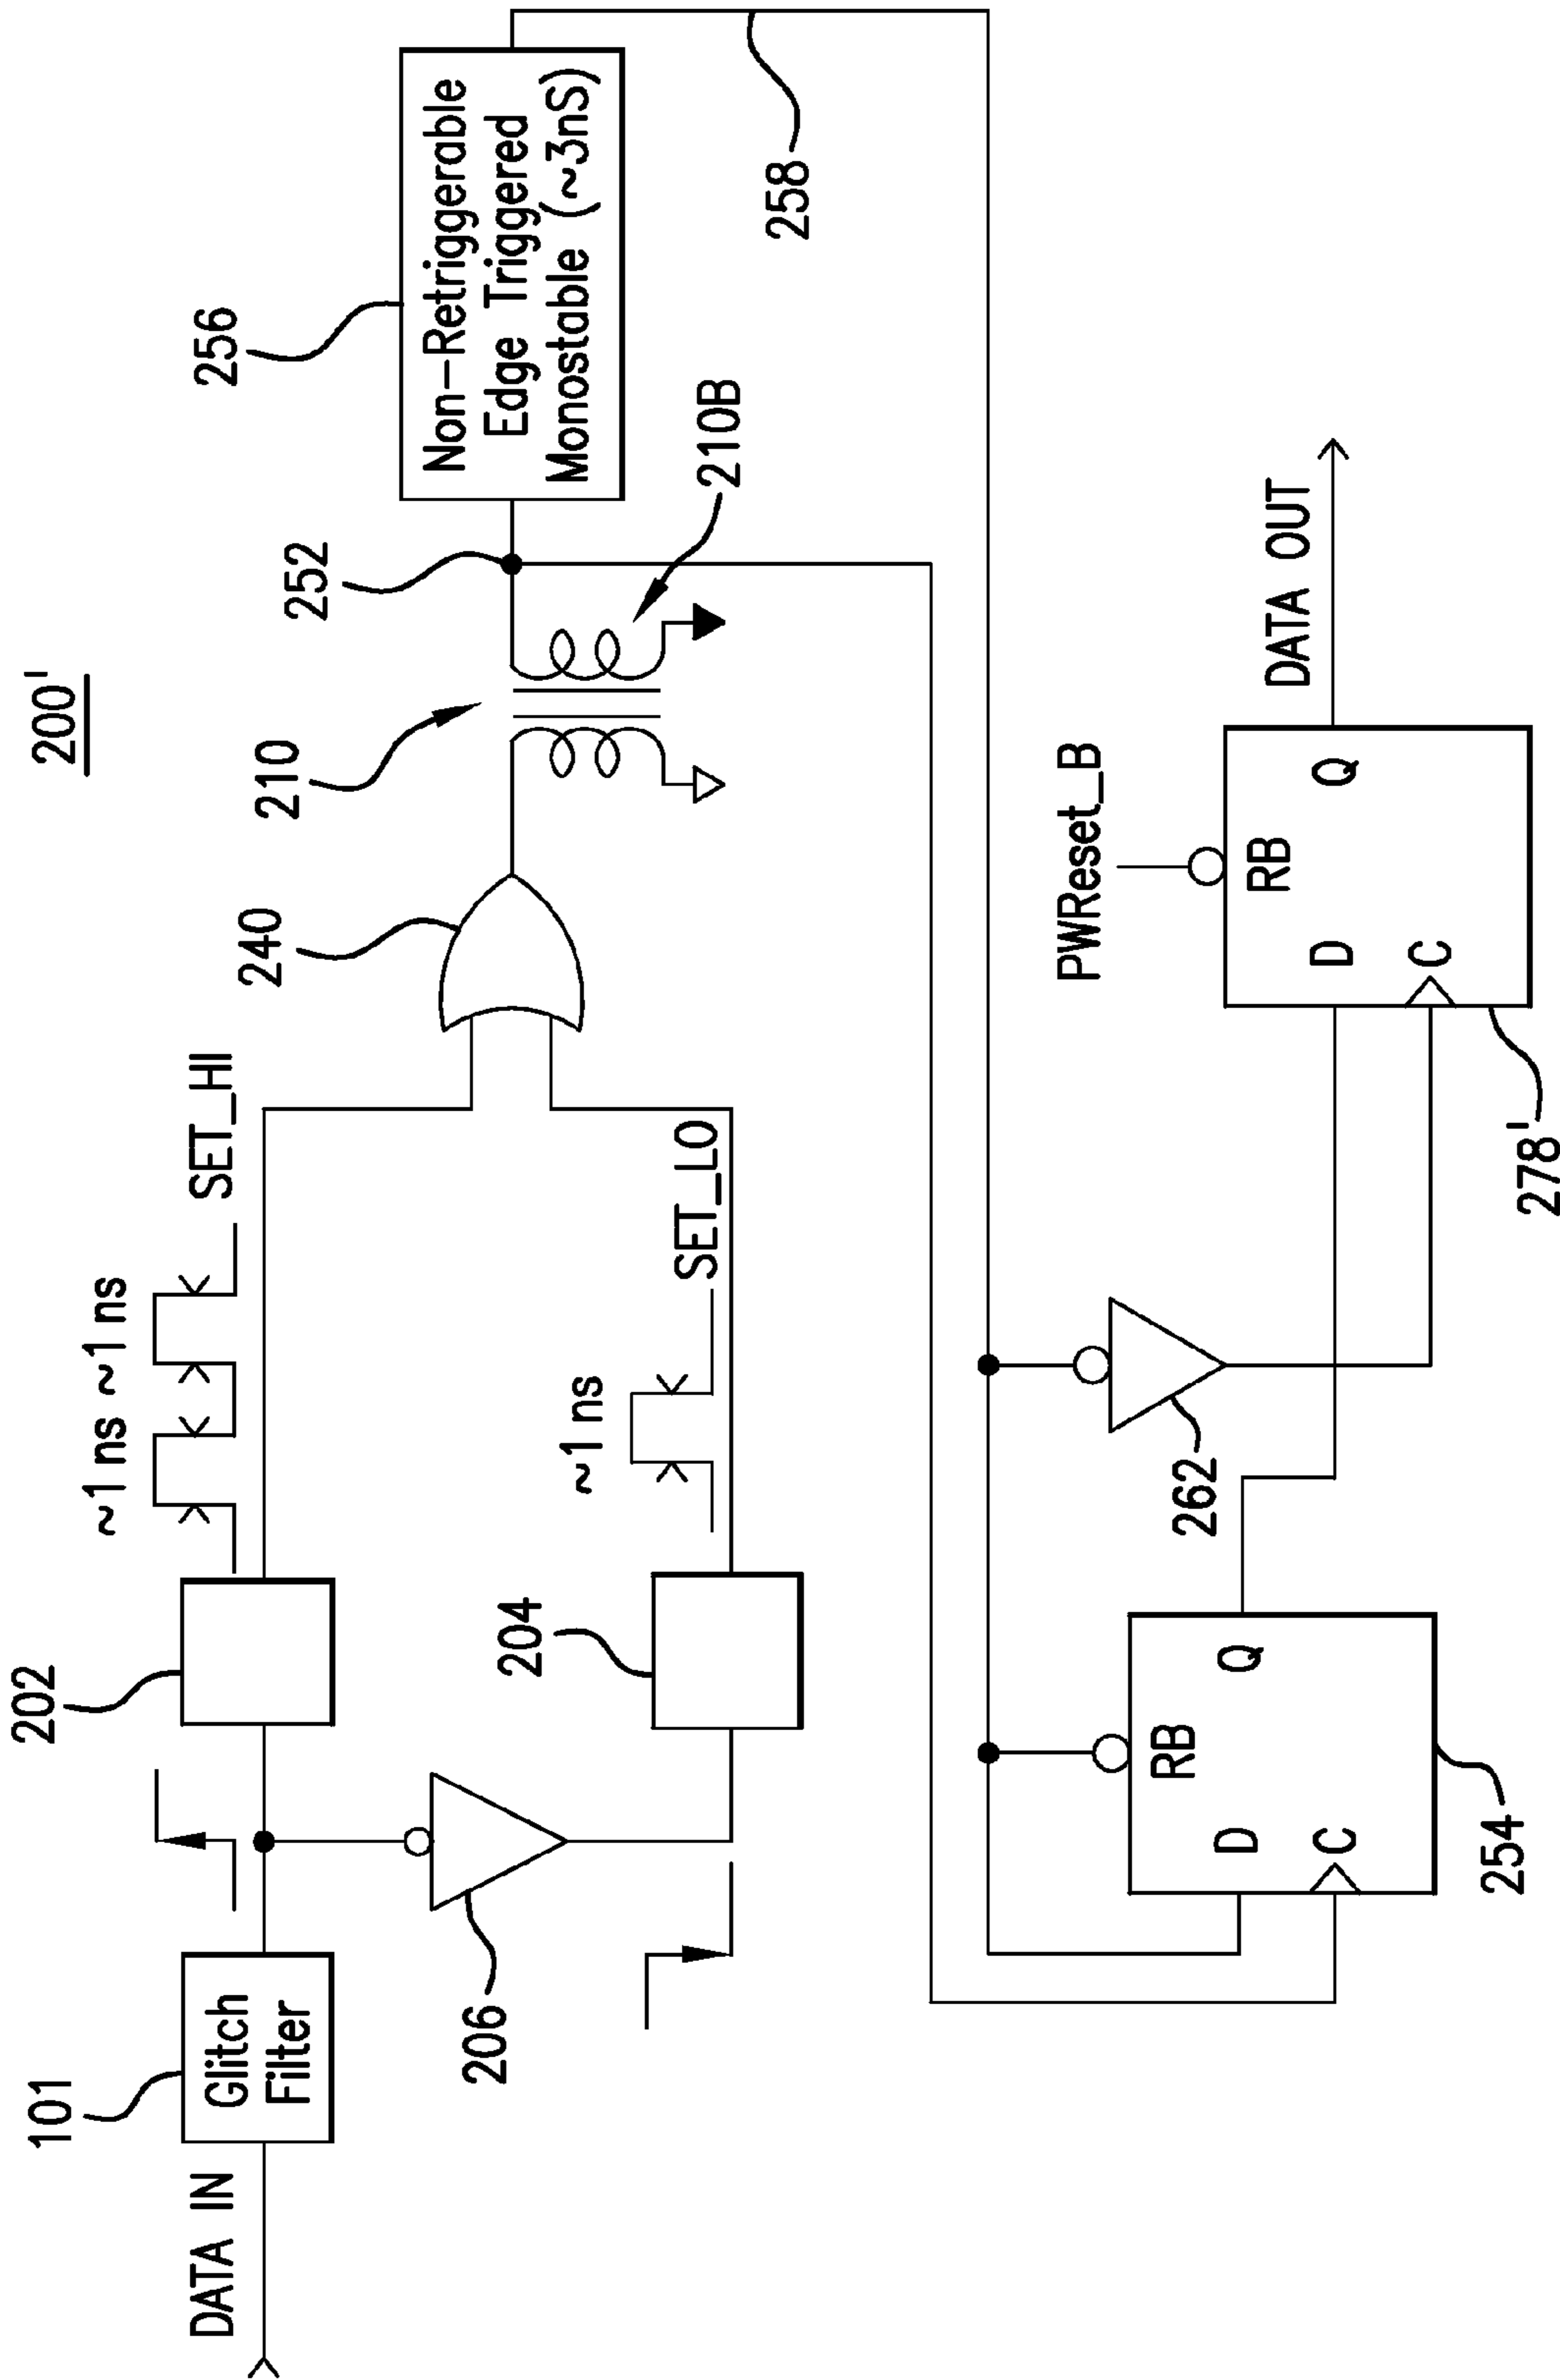 200'
DATA IN
101
Glitch
Filter
202
~1 ns ~1 ns
SET_HI
206
204
~1 ns
SET_LO
240
210
210B
252
256
Non-Retriggerable
Edge Triggered
Monostable (~3nS)
258
254
D
C
RB
Q
262
PWReset_B
278'
D
C
RB
Q
DATA OUT